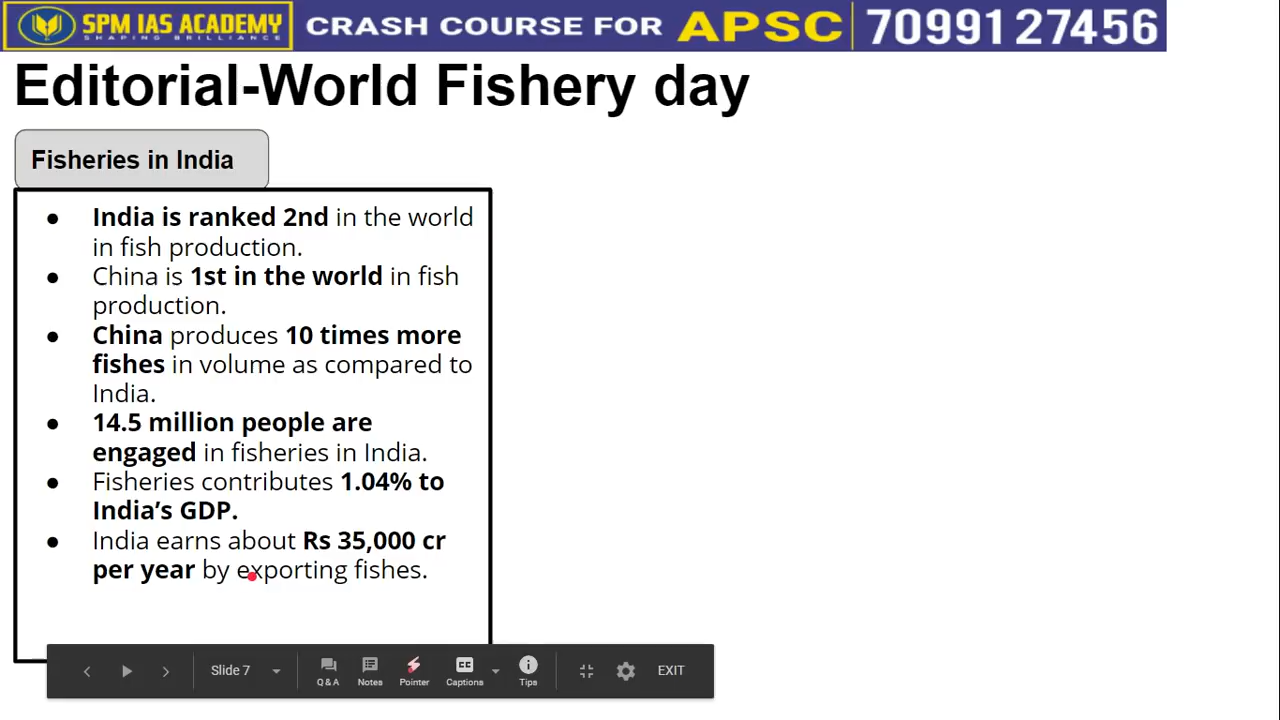 SPM IAS ACADEMY
SHAPING BRILLIANCE
CRASH COURSE FOR APSC 70991 27456
Editorial-World Fishery day
Fisheries in India
● India is ranked 2nd in the world
in fish production.
● China is 1st in the world in fish
production.
● China produces 10 times more
fishes in volume as compared to
India.
● 14.5 million people are
engaged in fisheries in India.
● Fisheries contributes 1.04% to
India’s GDP.
● India earns about Rs 35,000 cr
per year by exporting fishes.
Slide 7
Q & A
Notes
Pointer
CC
Captions
Tips
EXIT